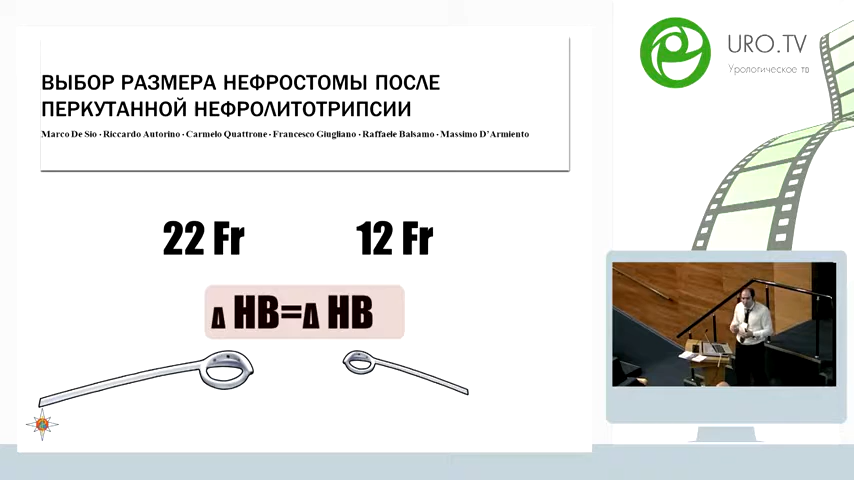 ВЫБОР РАЗМЕРА НЕФРОСТОМЫ ПОСЛЕ
ПЕРКУТАННОЙ НЕФРОЛИТОТРИПСИИ
Marco De Sio · Riccardo Autorino · Carmelo Quattrone · Francesco Giugliano · Raffaele Balsamo · Massimo D’Armiento
22 Fr
12 Fr
Δ HB=Δ HB
URO.TV
Урологическое тв